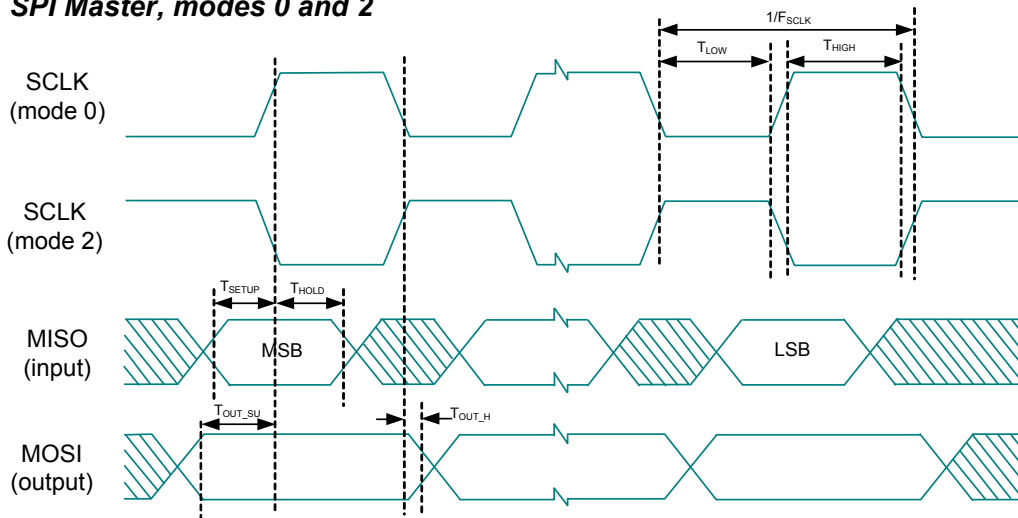 SPI Master, modes 0 and 2
1/FSCLK
TLOW
THIGH
SCLK
(mode 0)
SCLK
(mode 2)
TSETUP
THOLD
MISO
(input)
MSB
LSB
TOUT_SU
TOUT_H
MOSI
(output)